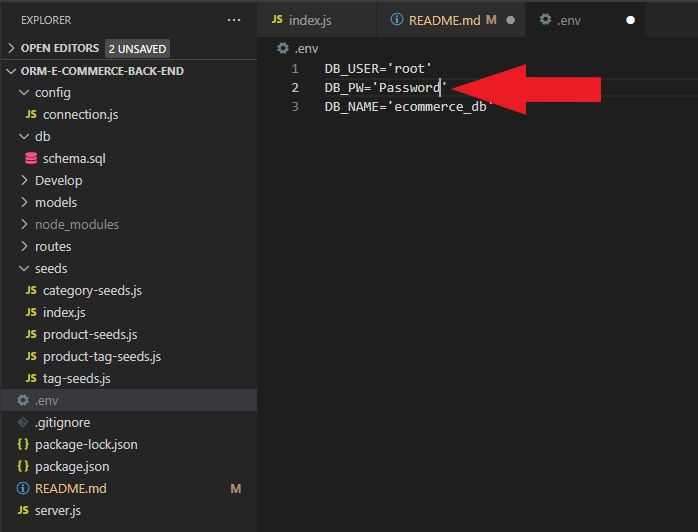 EXPLORER
OPEN EDITORS 2 UNSAVED
ORM-E-COMMERCE-BACK-END
config
JS connection.js
db
schema.sql
Develop
models
node_modules
routes
seeds
JS category-seeds.js
JS index.js
JS product-seeds.js
JS product-tag-seeds.js
JS tag-seeds.js
.env
.gitignore
{ } package-lock.json
{ } package.json
README.md M
JS server.js
JS index.js README.md M .env
.env
1 DB_USER='root'
2 DB_PW='Password'
3 DB_NAME='ecommerce_db'